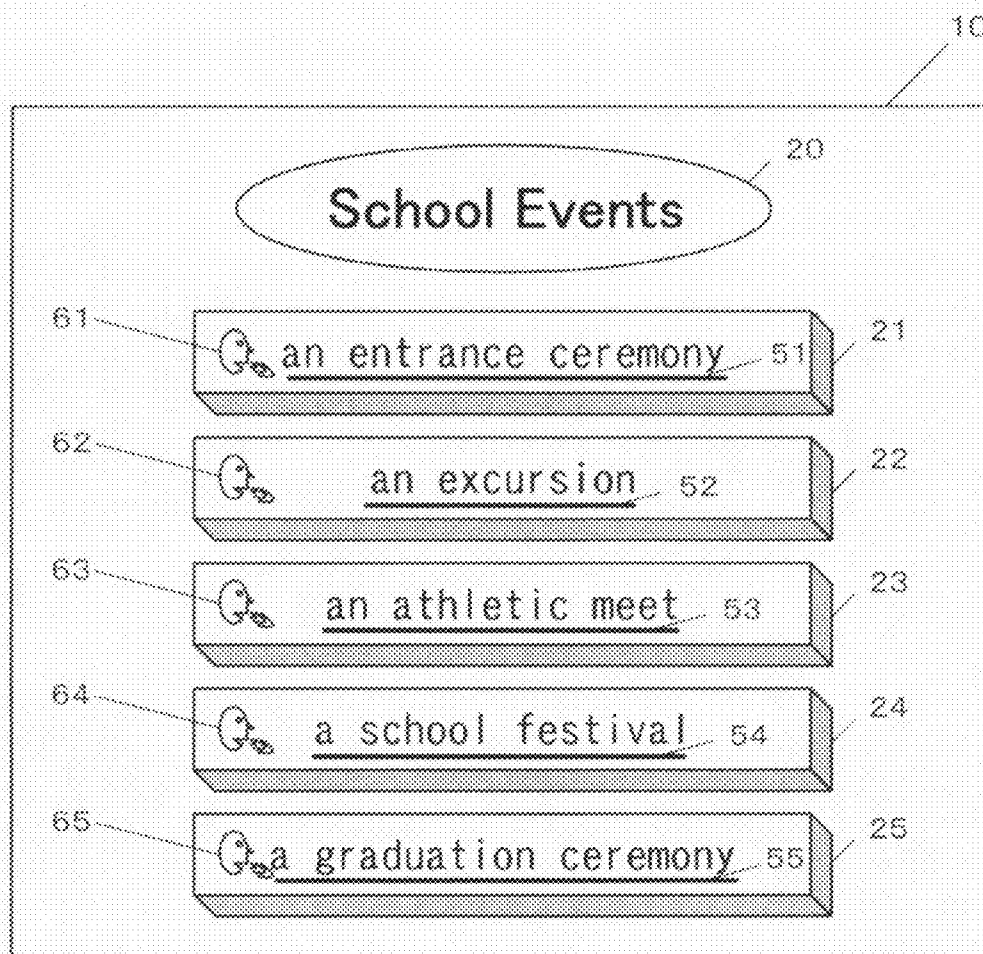 10
20
School Events
61 an entrance ceremony 51 21
62 an excursion 52 22
63 an athletic meet 53 23
64 a school festival 54 24
65 a graduation ceremony 55 25